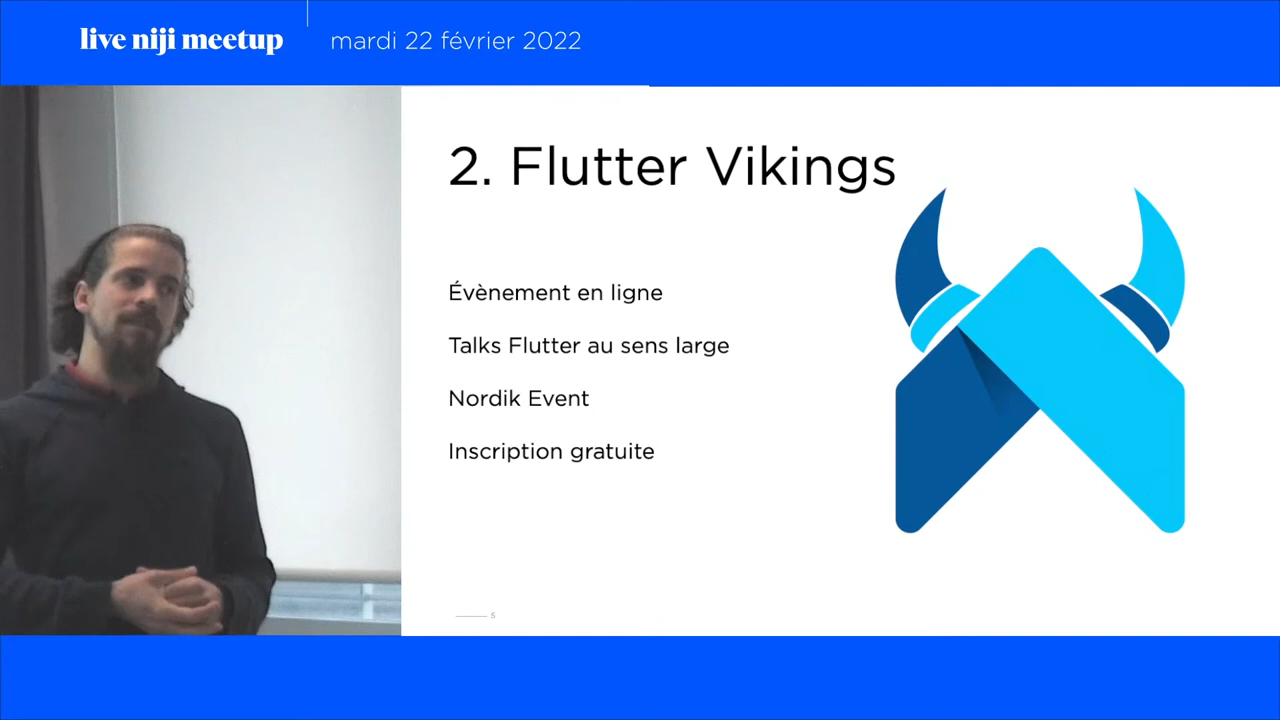 live niji meetup
mardi 22 février 2022
2. Flutter Vikings
Évènement en ligne
Talks Flutter au sens large
Nordik Event
Inscription gratuite
5